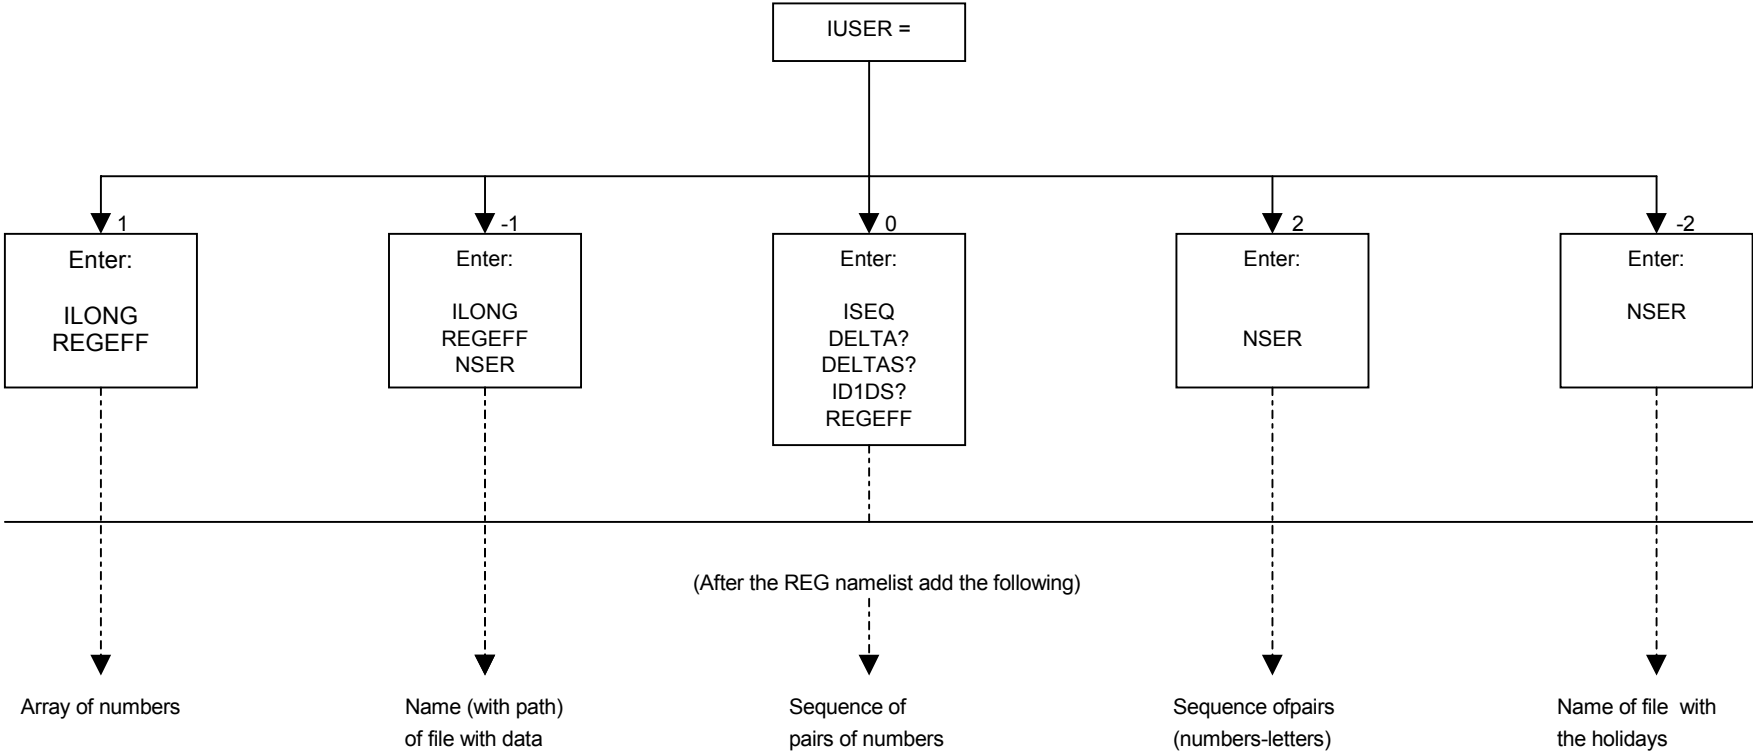 IUSER =
1
Enter:
ILONG
REGEFF
-1
Enter:
ILONG
REGEFF
NSER
0
Enter:
ISEQ
DELTA?
DELTAS?
ID1DS?
REGEFF
2
Enter:
NSER
-2
Enter:
NSER
(After the REG namelist add the following)
Array of numbers
Name (with path)
of file with data
Sequence of
pairs of numbers
Sequence ofpairs
(numbers-letters)
Name of file with
the holidays